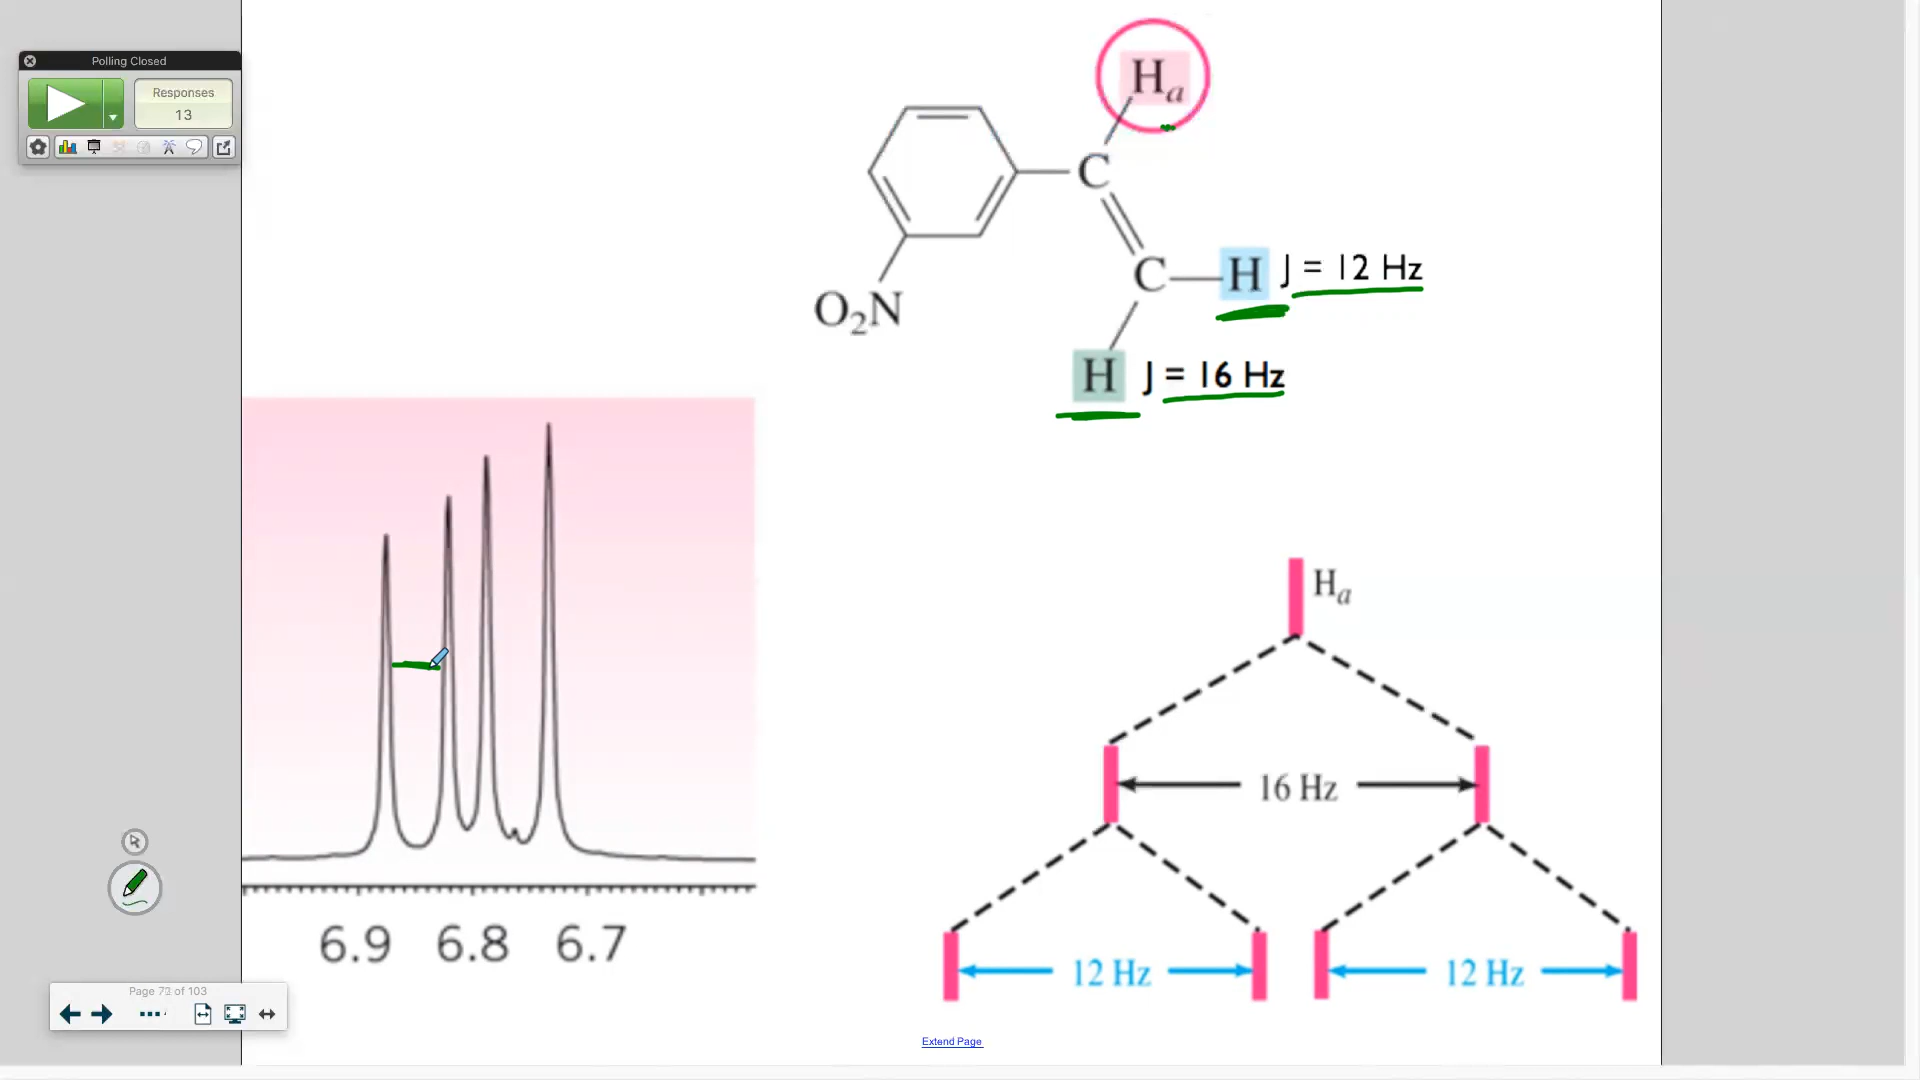 Polling Closed
Responses
13
Hₐ
C
C H J = 12 Hz
O₂N
H J = 16 Hz
Hₐ
16 Hz
12 Hz 12 Hz
6.9 6.8 6.7
Page 73 of 103
Extend Page